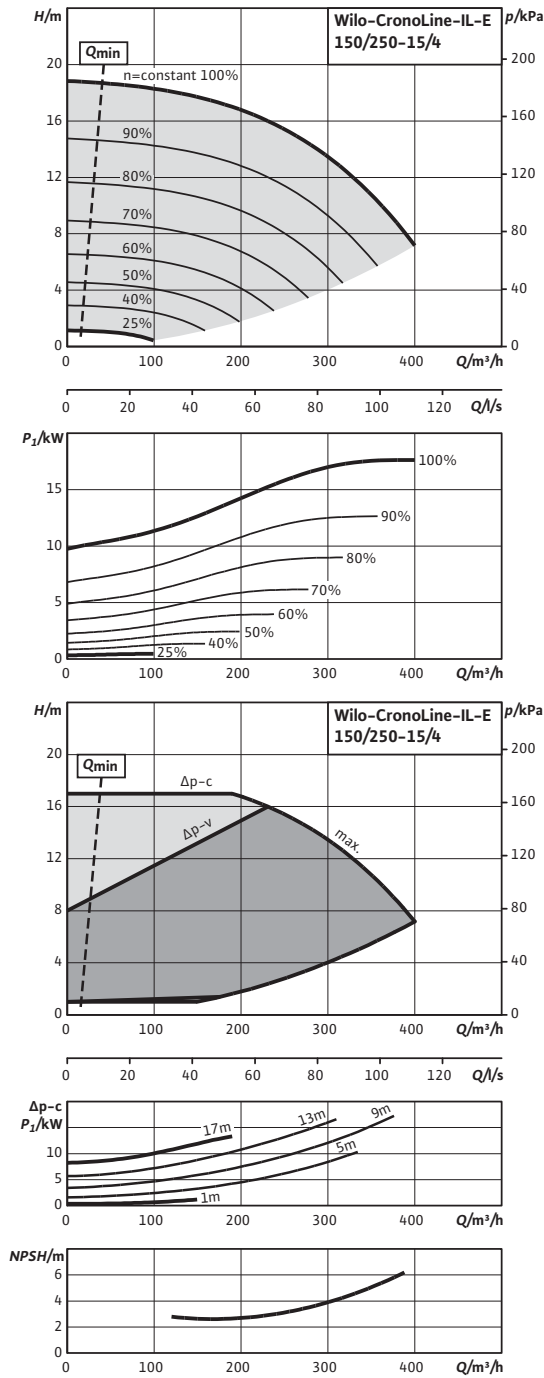 H/m
Wilo-CronoLine-IL-E
150/250-15/4
p/kPa
Qmin
n=constant 100%
90%
80%
70%
60%
50%
40%
25%
20
16
12
8
4
0
200
160
120
80
40
0
0 100 200 300 400 Q/m³/h
0 20 40 60 80 100 120 Q/l/s
P1/kW
15
10
5
0
100%
90%
80%
70%
60%
50%
40%
25%
0 100 200 300 400 Q/m³/h
H/m
Wilo-CronoLine-IL-E
150/250-15/4
p/kPa
Qmin
Δp-c
Δp-v
max.
20
16
12
8
4
0
200
160
120
80
40
0
0 100 200 300 400 Q/m³/h
0 20 40 60 80 100 120 Q/l/s
Δp-c
P1/kW
10
5
0
17m
13m
9m
5m
1m
0 100 200 300 400 Q/m³/h
NPSH/m
6
4
2
0
0 100 200 300 400 Q/m³/h